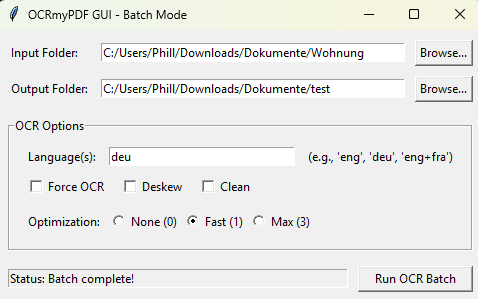 OCRmyPDF GUI - Batch Mode
Input Folder: C:/Users/Phill/Downloads/Dokumente/Wohnung Browse...
Output Folder: C:/Users/Phill/Downloads/Dokumente/test Browse...
OCR Options
Language(s): deu (e.g., 'eng', 'deu', 'eng+fra')
Force OCR Deskew Clean
Optimization: None (0) Fast (1) Max (3)
Status: Batch complete! Run OCR Batch